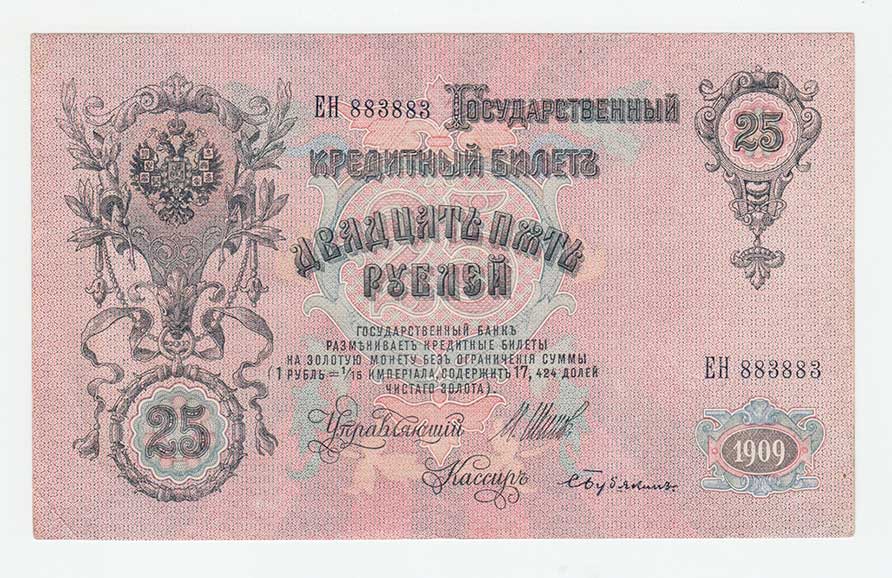 ЕН 883883 Государственный
25
Кредитный Билетъ
Двадцать пять
рублей
ГОСУДАРСТВЕННЫЙ БАНКЪ
РАЗМѢНИВАЕТЪ КРЕДИТНЫЕ БИЛЕТЫ
НА ЗОЛОТУЮ МОНЕТУ БЕЗЪ ОГРАНИЧЕНІЯ СУММЫ
(1 РУБЛЬ = 1/15 ИМПЕРІАЛА, СОДЕРЖИТЪ 17, 424 ДОЛЕЙ
ЧИСТАГО ЗОЛОТА).
ЕН 883883
25
Управляющій
Кассиръ
1909